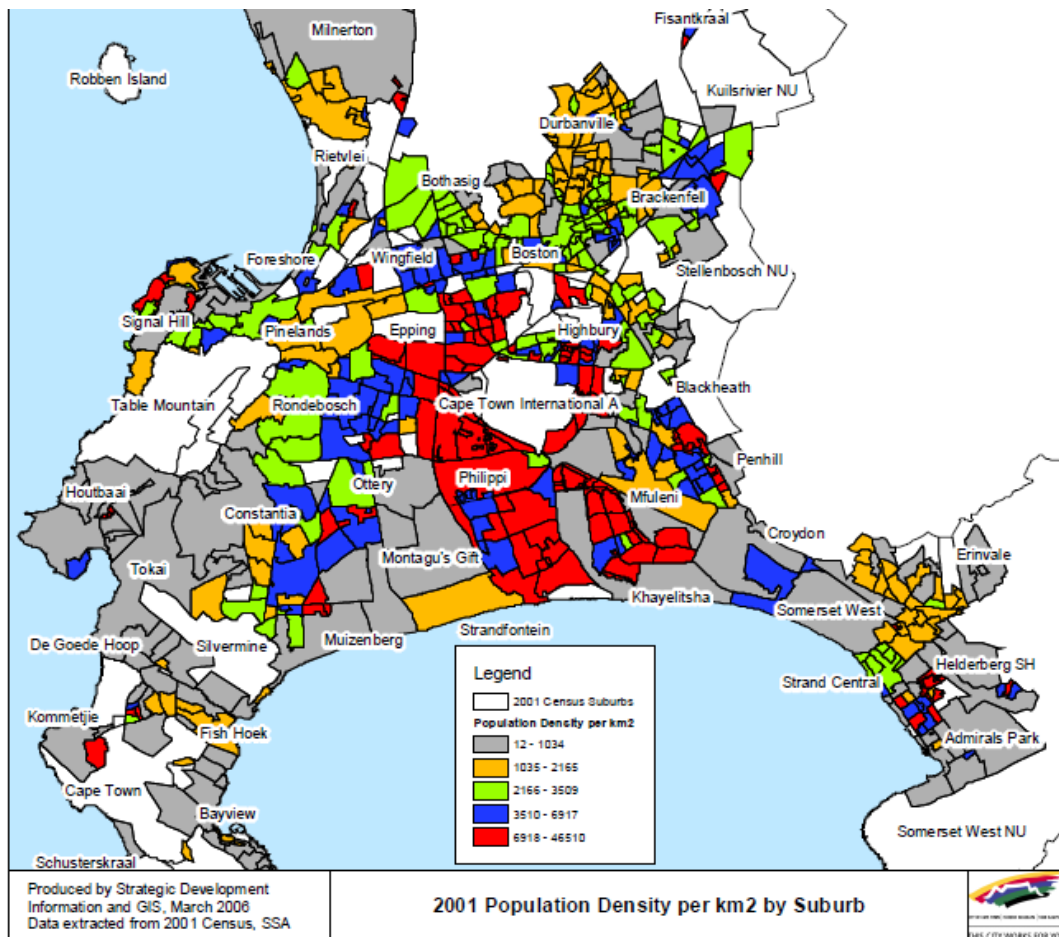 Fisantkraal
Milnerton
Robben Island
Kuilsrivier NU
Durbanville
Rietvlei
Bothasig
Brackenfell
Foreshore
Wingfield
Boston
Stellenbosch NU
Signal Hill
Pinelands
Epping
Highbury
Blackheath
Table Mountain
Rondebosch
Cape Town International A
Penhill
Houtbaai
Ottery
Philippi
Mfuleni
Constantia
Croydon
Montagu's Gift
Erinvale
Tokai
Khayelitsha
Somerset West
Strandfontein
De Goede Hoop
Silvermine
Muizenberg
Helderberg SH
Strand Central
Kommetjie
Fish Hoek
Admirals Park
Cape Town
Bayview
Somerset West NU
Schusterskraal
Legend
2001 Census Suburbs
Population Density per km2
12 - 1034
1035 - 2165
2166 - 3509
3510 - 6917
6918 - 46510
Produced by Strategic Development
Information and GIS, March 2006
Data extracted from 2001 Census, SSA
2001 Population Density per km2 by Suburb
THIS CITY WORKS FOR